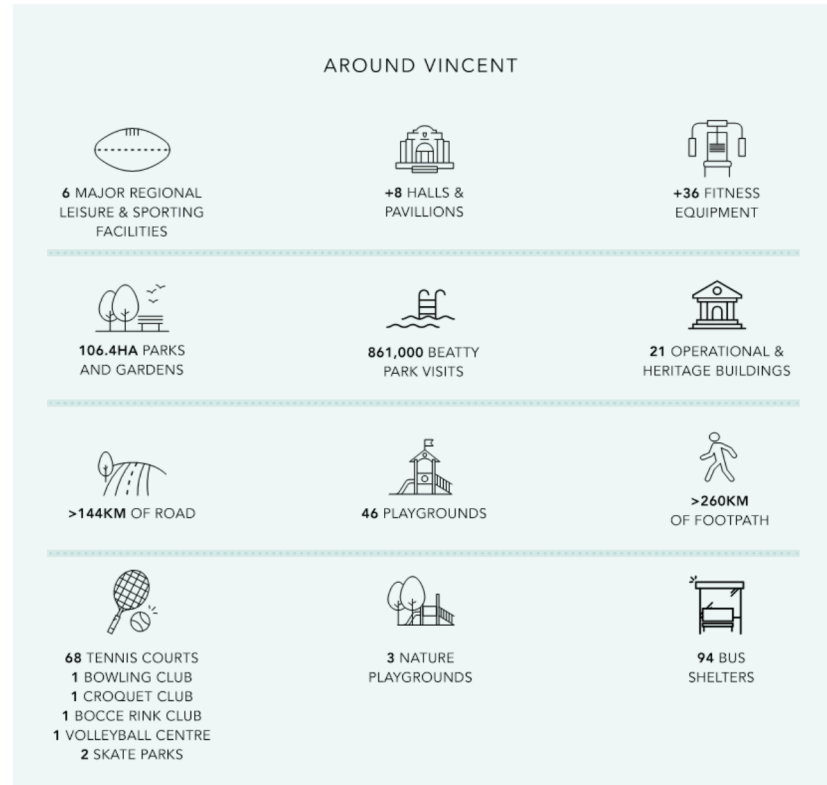 AROUND VINCENT
6 MAJOR REGIONAL
LEISURE & SPORTING
FACILITIES
+8 HALLS &
PAVILLIONS
+36 FITNESS
EQUIPMENT
106.4HA PARKS
AND GARDENS
861,000 BEATTY
PARK VISITS
21 OPERATIONAL &
HERITAGE BUILDINGS
>144KM OF ROAD
46 PLAYGROUNDS
>260KM
OF FOOTPATH
68 TENNIS COURTS
1 BOWLING CLUB
1 CROQUET CLUB
1 BOCCE RINK CLUB
1 VOLLEYBALL CENTRE
2 SKATE PARKS
3 NATURE
PLAYGROUNDS
94 BUS
SHELTERS